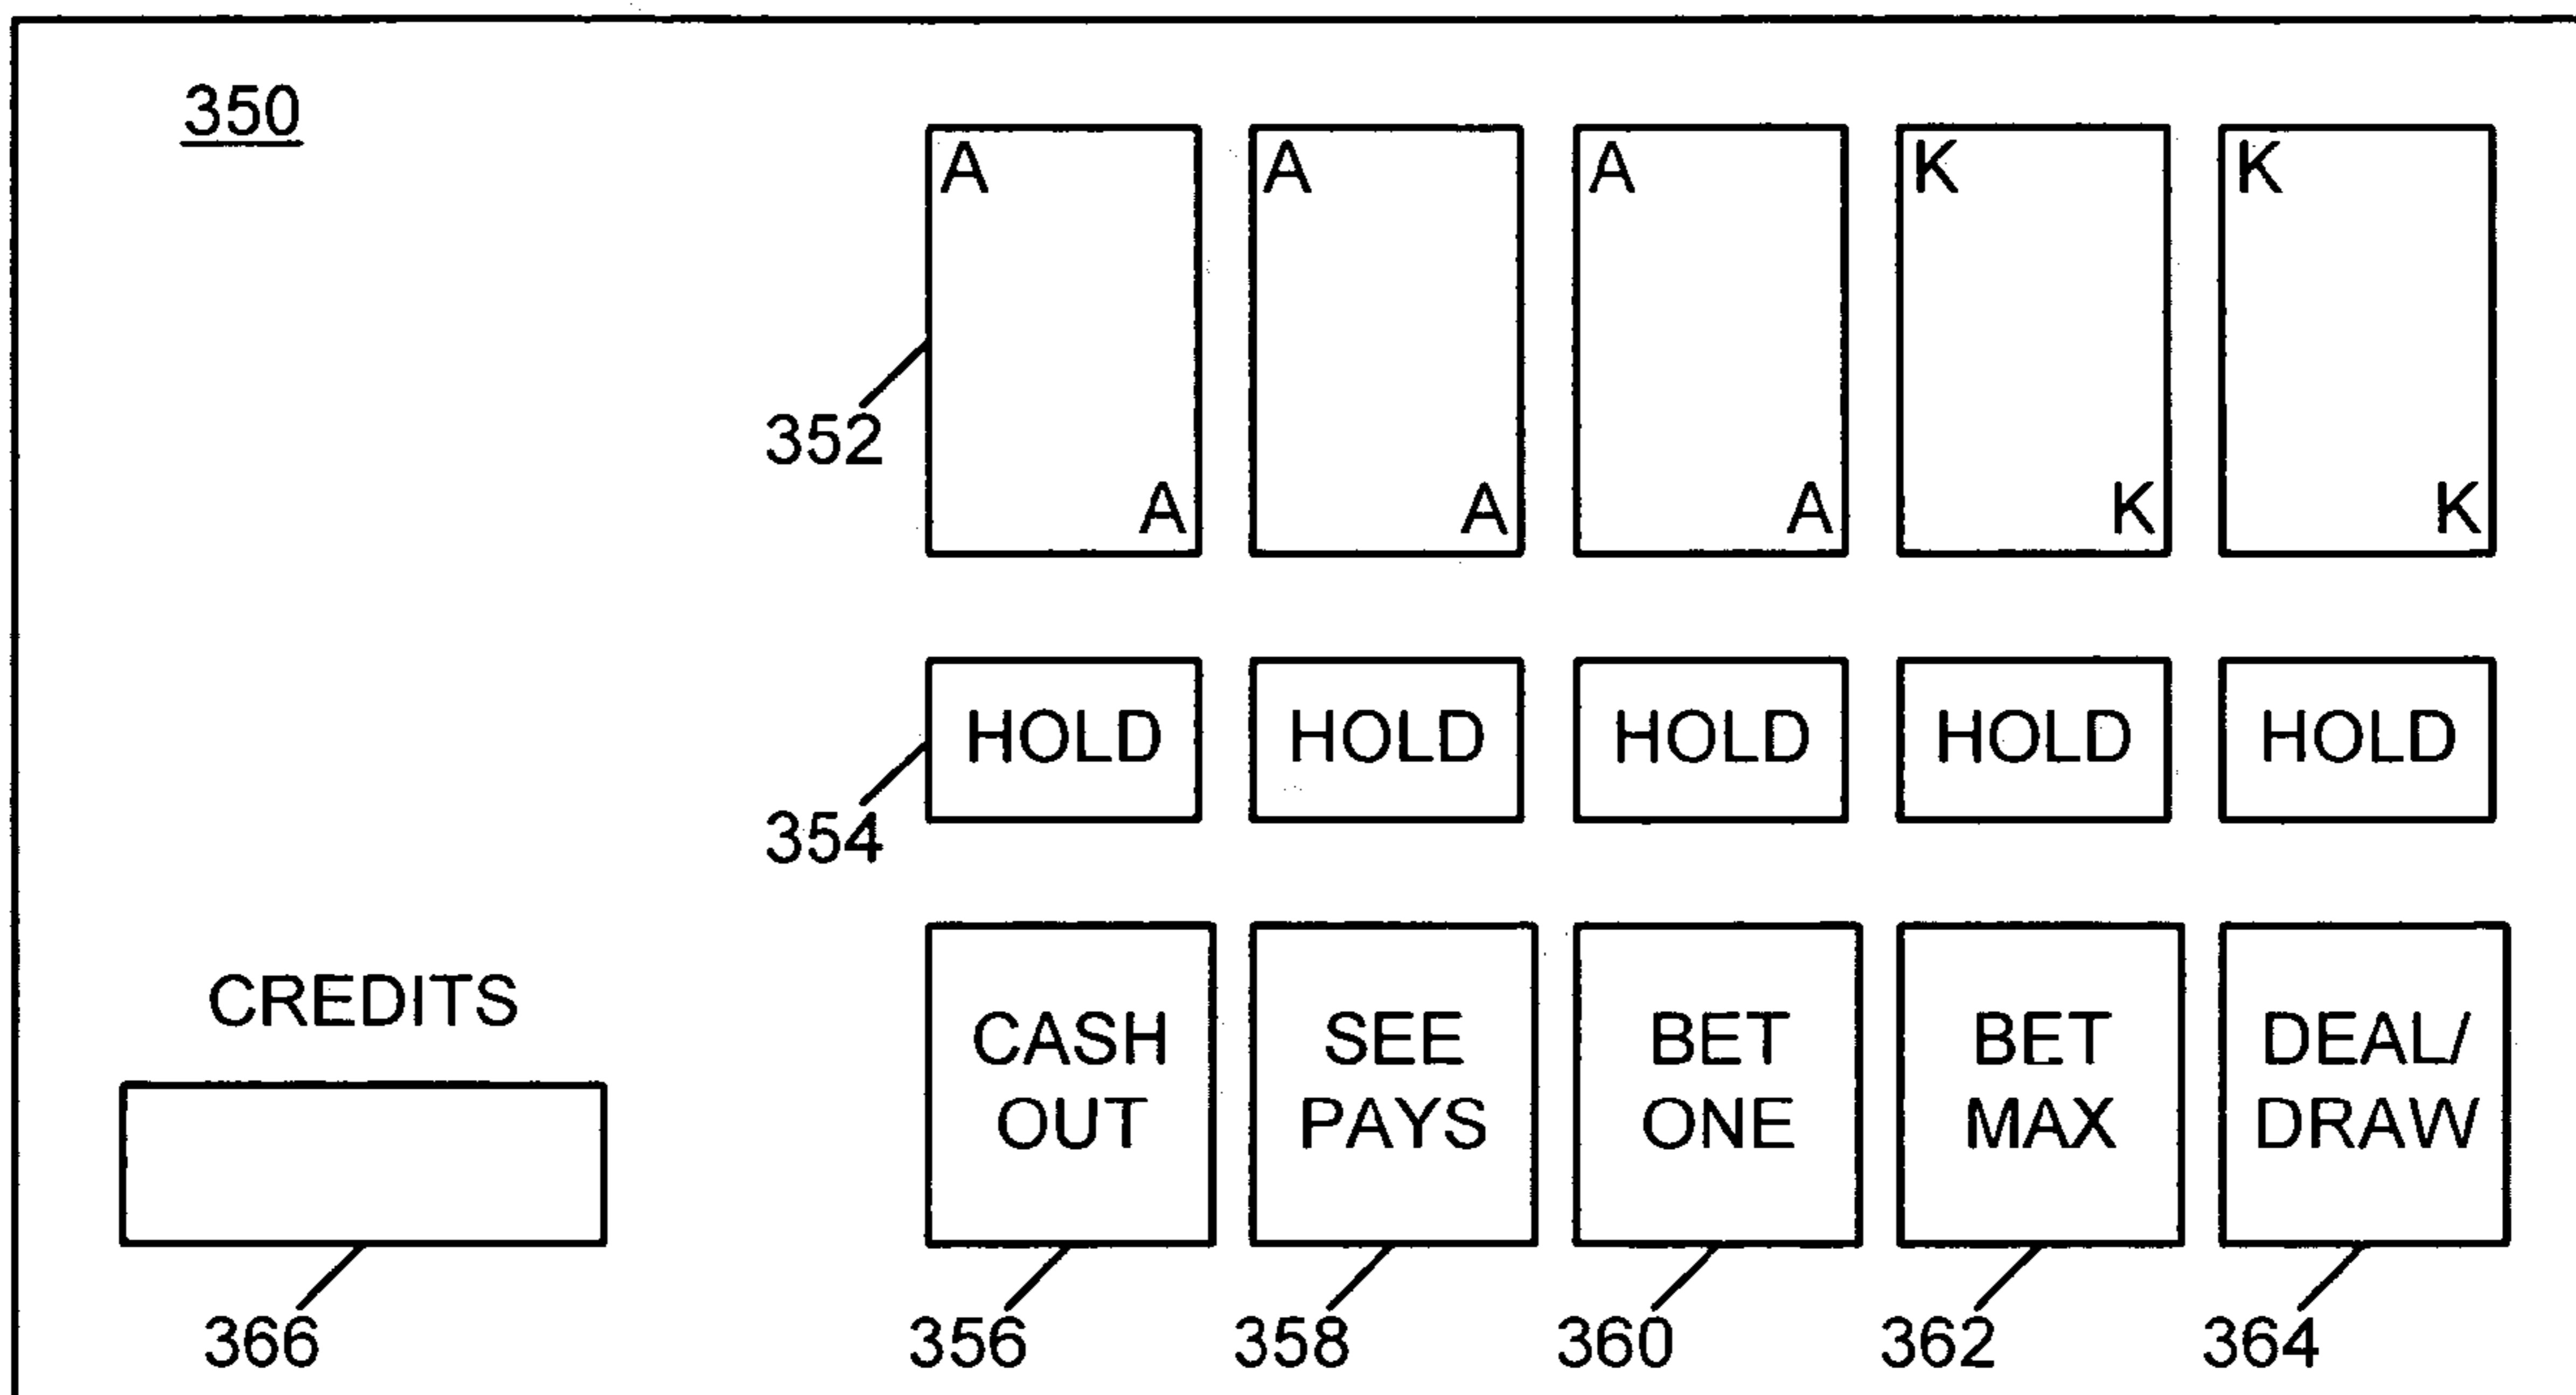 350
A A A K K
352
A A A K K
HOLD HOLD HOLD HOLD HOLD
354
CREDITS
CASH SEE BET BET DEAL/
OUT PAYS ONE MAX DRAW
366 356 358 360 362 364